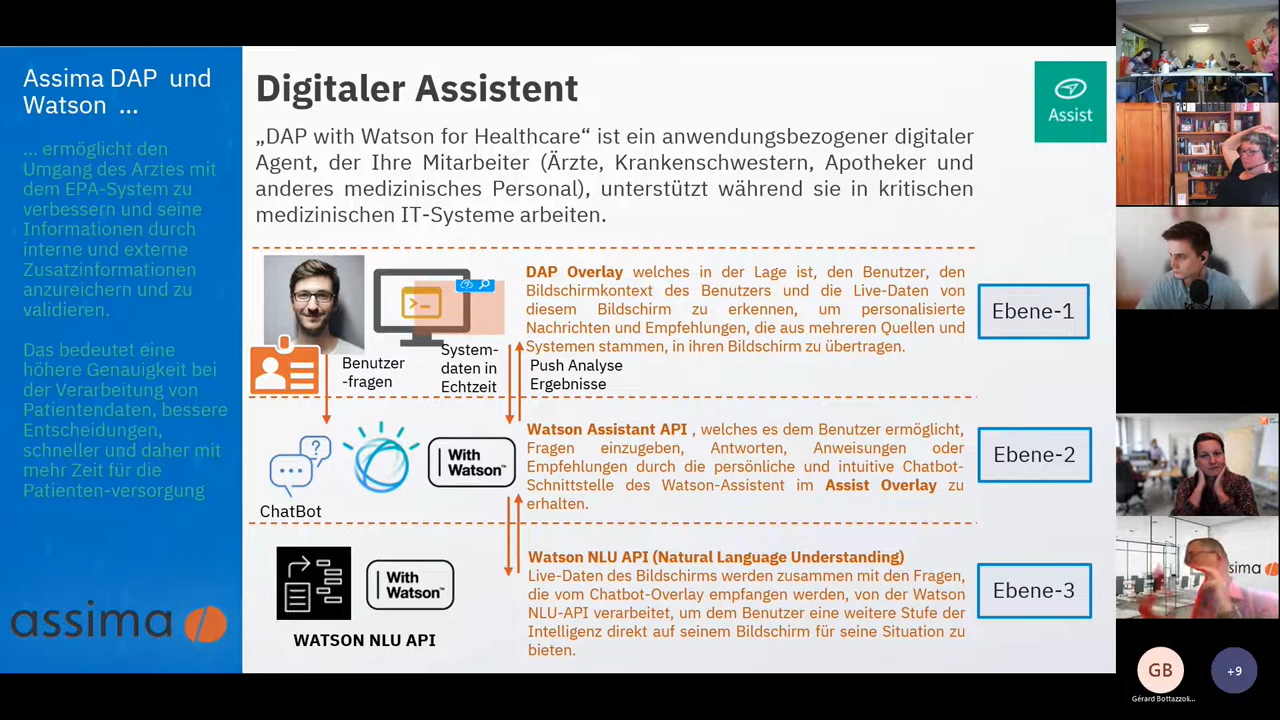 Assima DAP und
Watson ...
... ermöglicht den
Umgang des Arztes mit
dem EPA-System zu
verbessern und seine
Informationen durch
interne und externe
Zusatzinformationen
anzureichern und zu
validieren.
Das bedeutet eine
höhere Genauigkeit bei
der Verarbeitung von
Patientendaten, bessere
Entscheidungen,
schneller und daher mit
mehr Zeit für die
Patienten-versorgung
assima
Digitaler Assistent
„DAP with Watson for Healthcare“ ist ein anwendungsbezogener digitaler
Agent, der Ihre Mitarbeiter (Ärzte, Krankenschwestern, Apotheker und
anderes medizinisches Personal), unterstützt während sie in kritischen
medizinischen IT-Systeme arbeiten.
Assist
Benutzer
-fragen
System-
daten in
Echtzeit
DAP Overlay welches in der Lage ist, den Benutzer, den
Bildschirmkontext des Benutzers und die Live-Daten von
diesem Bildschirm zu erkennen, um personalisierte
Nachrichten und Empfehlungen, die aus mehreren Quellen und
Systemen stammen, in ihren Bildschirm zu übertragen.
Push Analyse
Ergebnisse
Ebene-1
ChatBot
With
Watson™
Watson Assistant API , welches es dem Benutzer ermöglicht,
Fragen einzugeben, Antworten, Anweisungen oder
Empfehlungen durch die persönliche und intuitive Chatbot-
Schnittstelle des Watson-Assistent im Assist Overlay zu
erhalten.
Ebene-2
With
Watson™
WATSON NLU API
Watson NLU API (Natural Language Understanding)
Live-Daten des Bildschirms werden zusammen mit den Fragen,
die vom Chatbot-Overlay empfangen werden, von der Watson
NLU-API verarbeitet, um dem Benutzer eine weitere Stufe der
Intelligenz direkt auf seinem Bildschirm für seine Situation zu
bieten.
Ebene-3
GB
Gérard Bottazzoli...
+9